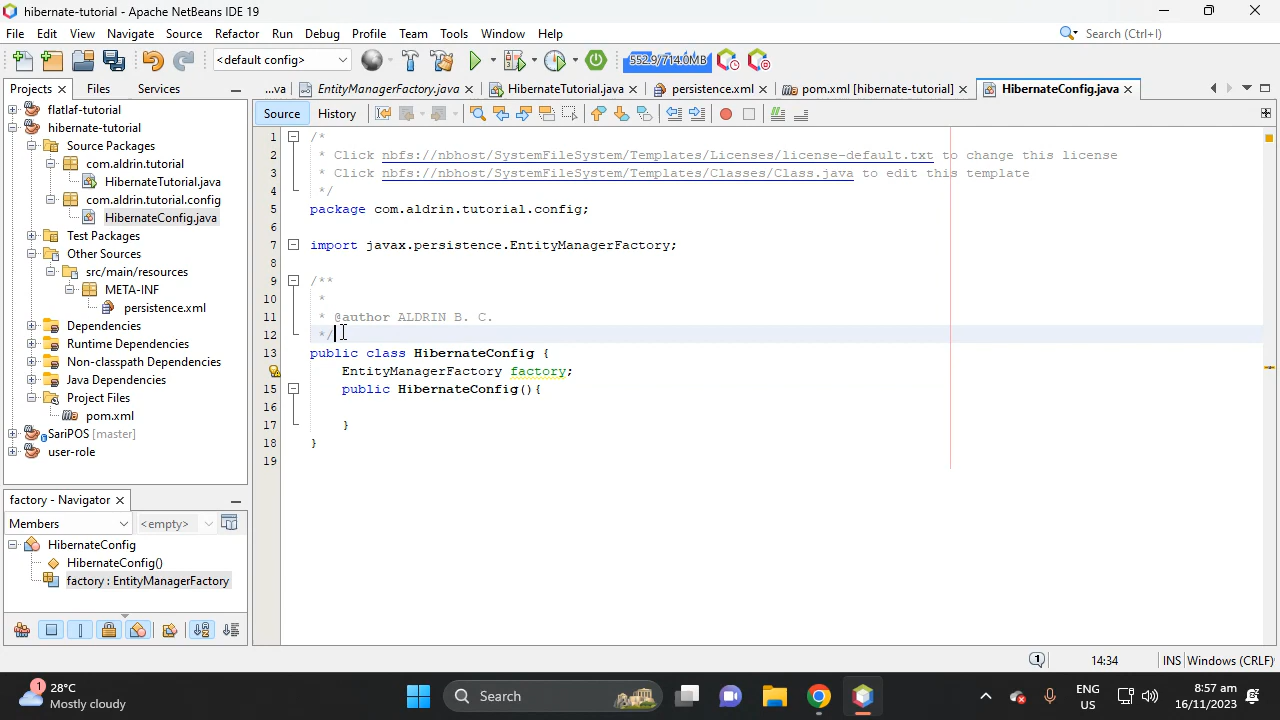 hibernate-tutorial - Apache NetBeans IDE 19
File Edit View Navigate Source Refactor Run Debug Profile Team Tools Window Help
Search (Ctrl+I)
<default config>
552.9/714.0MB
Projects Files Services
...va EntityManagerFactory.java HibernateTutorial.java persistence.xml pom.xml [hibernate-tutorial] HibernateConfig.java
Source History
flatlaf-tutorial
hibernate-tutorial
Source Packages
com.aldrin.tutorial
HibernateTutorial.java
com.aldrin.tutorial.config
HibernateConfig.java
Test Packages
Other Sources
src/main/resources
META-INF
persistence.xml
Dependencies
Runtime Dependencies
Non-classpath Dependencies
Java Dependencies
Project Files
pom.xml
SariPOS [master]
user-role
1 /*
2 * Click nbfs://nbhost/SystemFileSystem/Templates/Licenses/license-default.txt to change this license
3 * Click nbfs://nbhost/SystemFileSystem/Templates/Classes/Class.java to edit this template
4 */
5 package com.aldrin.tutorial.config;
6
7 import javax.persistence.EntityManagerFactory;
8
9 /**
10 *
11 * @author ALDRIN B. C.
12 */
13 public class HibernateConfig {
EntityManagerFactory factory;
15 public HibernateConfig(){
16
17 }
18 }
19
factory - Navigator
Members <empty>
HibernateConfig
HibernateConfig()
factory : EntityManagerFactory
1 14:34 INS Windows (CRLF)
1
28°C
Mostly cloudy
Search
ENG
US
8:57 am
16/11/2023